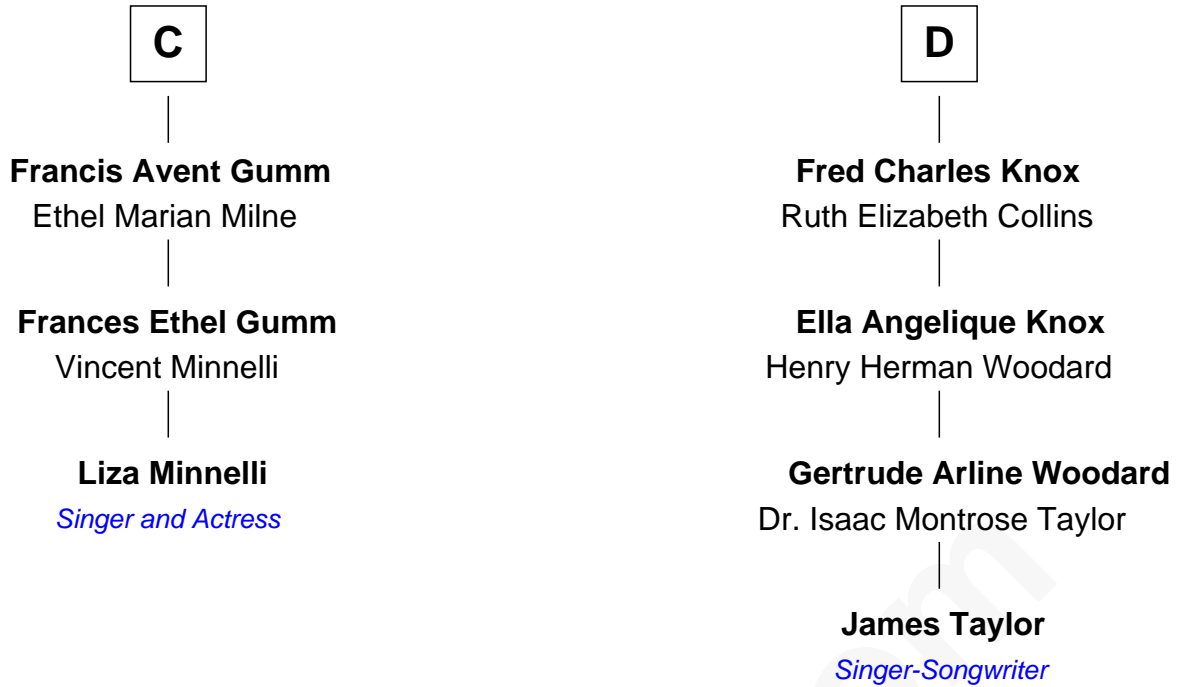 C
Francis Avent Gumm
Ethel Marian Milne
Frances Ethel Gumm
Vincent Minnelli
Liza Minnelli
Singer and Actress
D
Fred Charles Knox
Ruth Elizabeth Collins
Ella Angelique Knox
Henry Herman Woodard
Gertrude Arline Woodard
Dr. Isaac Montrose Taylor
James Taylor
Singer-Songwriter